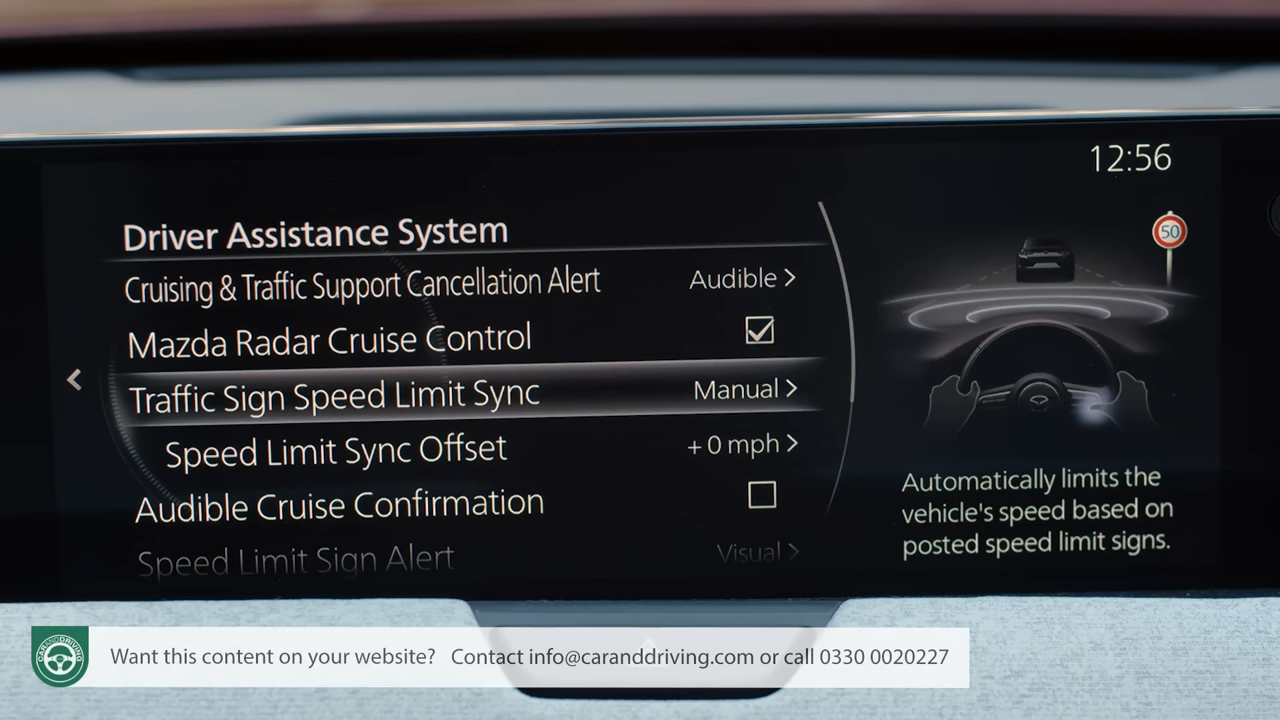 12:56
Driver Assistance System
Cruising & Traffic Support Cancellation Alert Audible >
Mazda Radar Cruise Control
Traffic Sign Speed Limit Sync Manual >
Speed Limit Sync Offset + 0 mph >
Audible Cruise Confirmation
Speed Limit Sign Alert Visual >
50
Automatically limits the
vehicle's speed based on
posted speed limit signs.
CARANDDRIVING
Want this content on your website? Contact info@caranddriving.com or call 0330 0020227